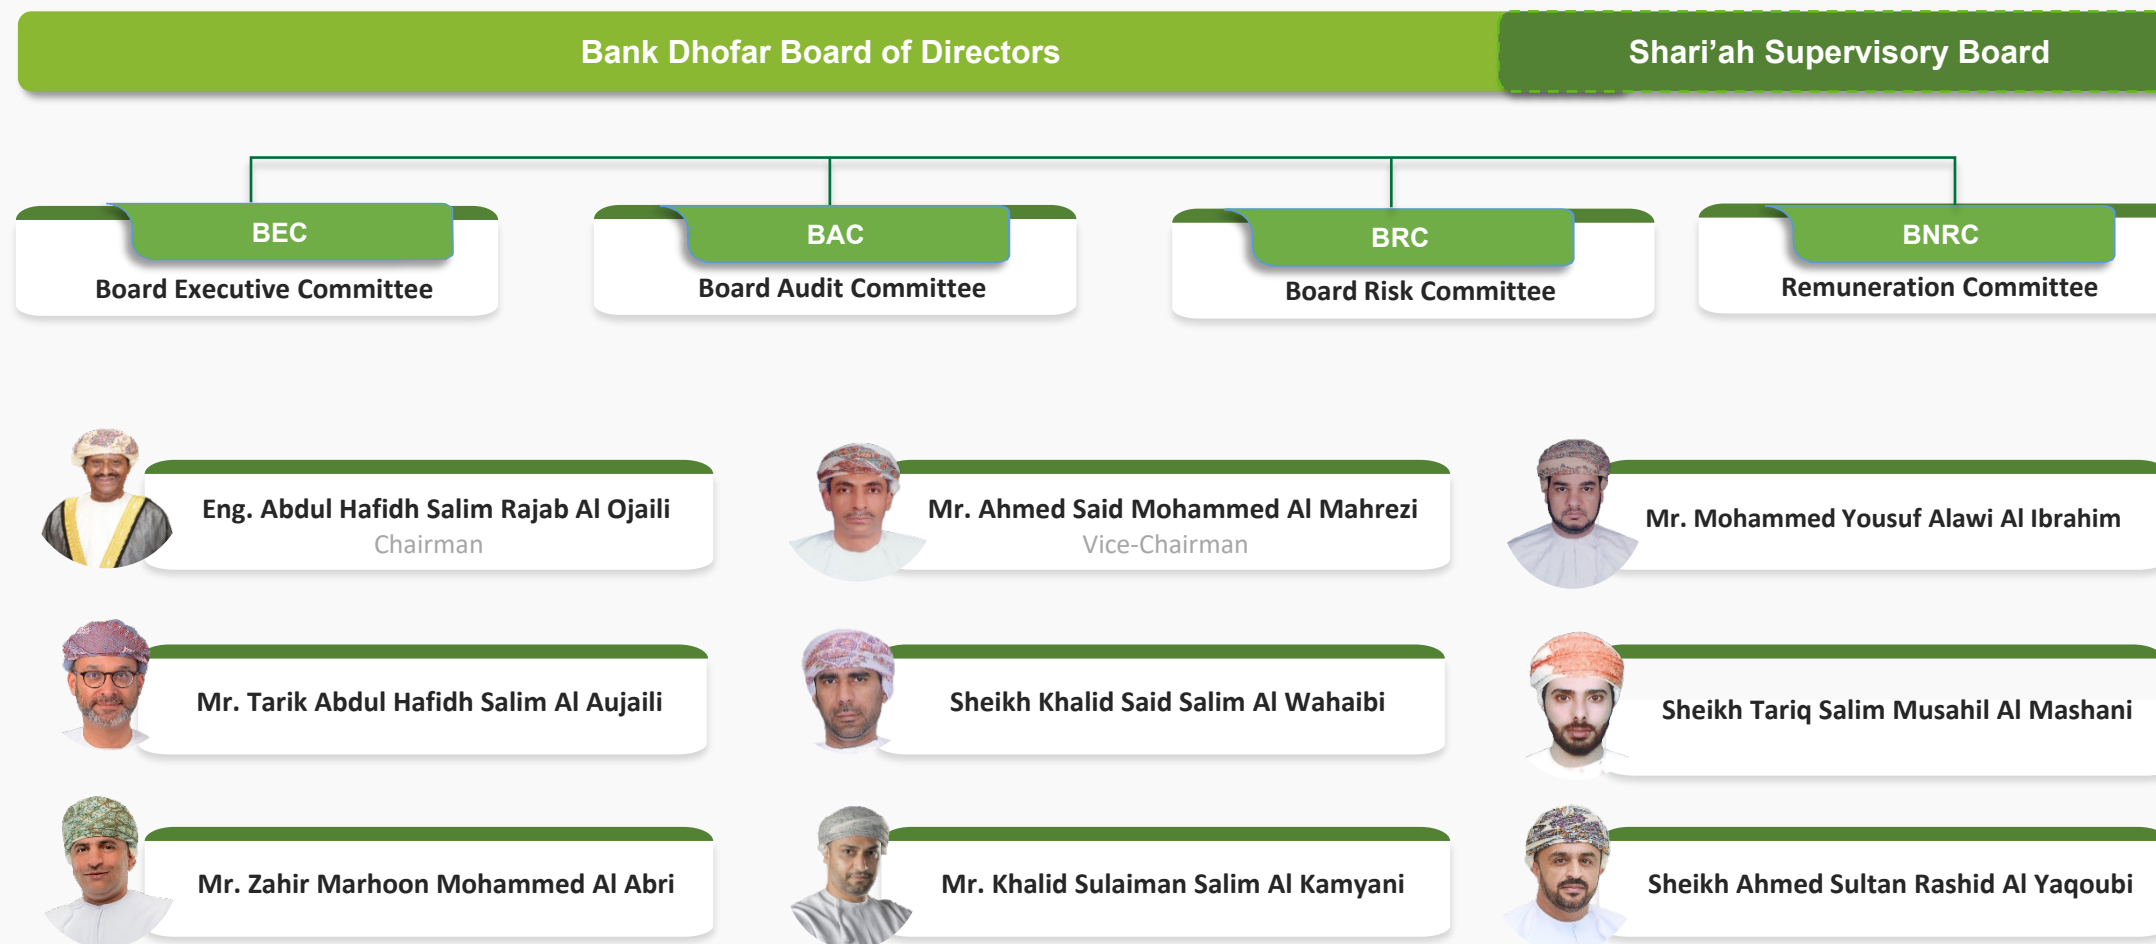 Bank Dhofar Board of Directors
Shari’ah Supervisory Board
BEC
Board Executive Committee
BAC
Board Audit Committee
BRC
Board Risk Committee
BNRC
Remuneration Committee
Eng. Abdul Hafidh Salim Rajab Al Ojaili
Chairman
Mr. Ahmed Said Mohammed Al Mahrezi
Vice-Chairman
Mr. Mohammed Yousuf Alawi Al Ibrahim
Mr. Tarik Abdul Hafidh Salim Al Aujaili
Sheikh Khalid Said Salim Al Wahaibi
Sheikh Tariq Salim Musahil Al Mashani
Mr. Zahir Marhoon Mohammed Al Abri
Mr. Khalid Sulaiman Salim Al Kamyani
Sheikh Ahmed Sultan Rashid Al Yaqoubi